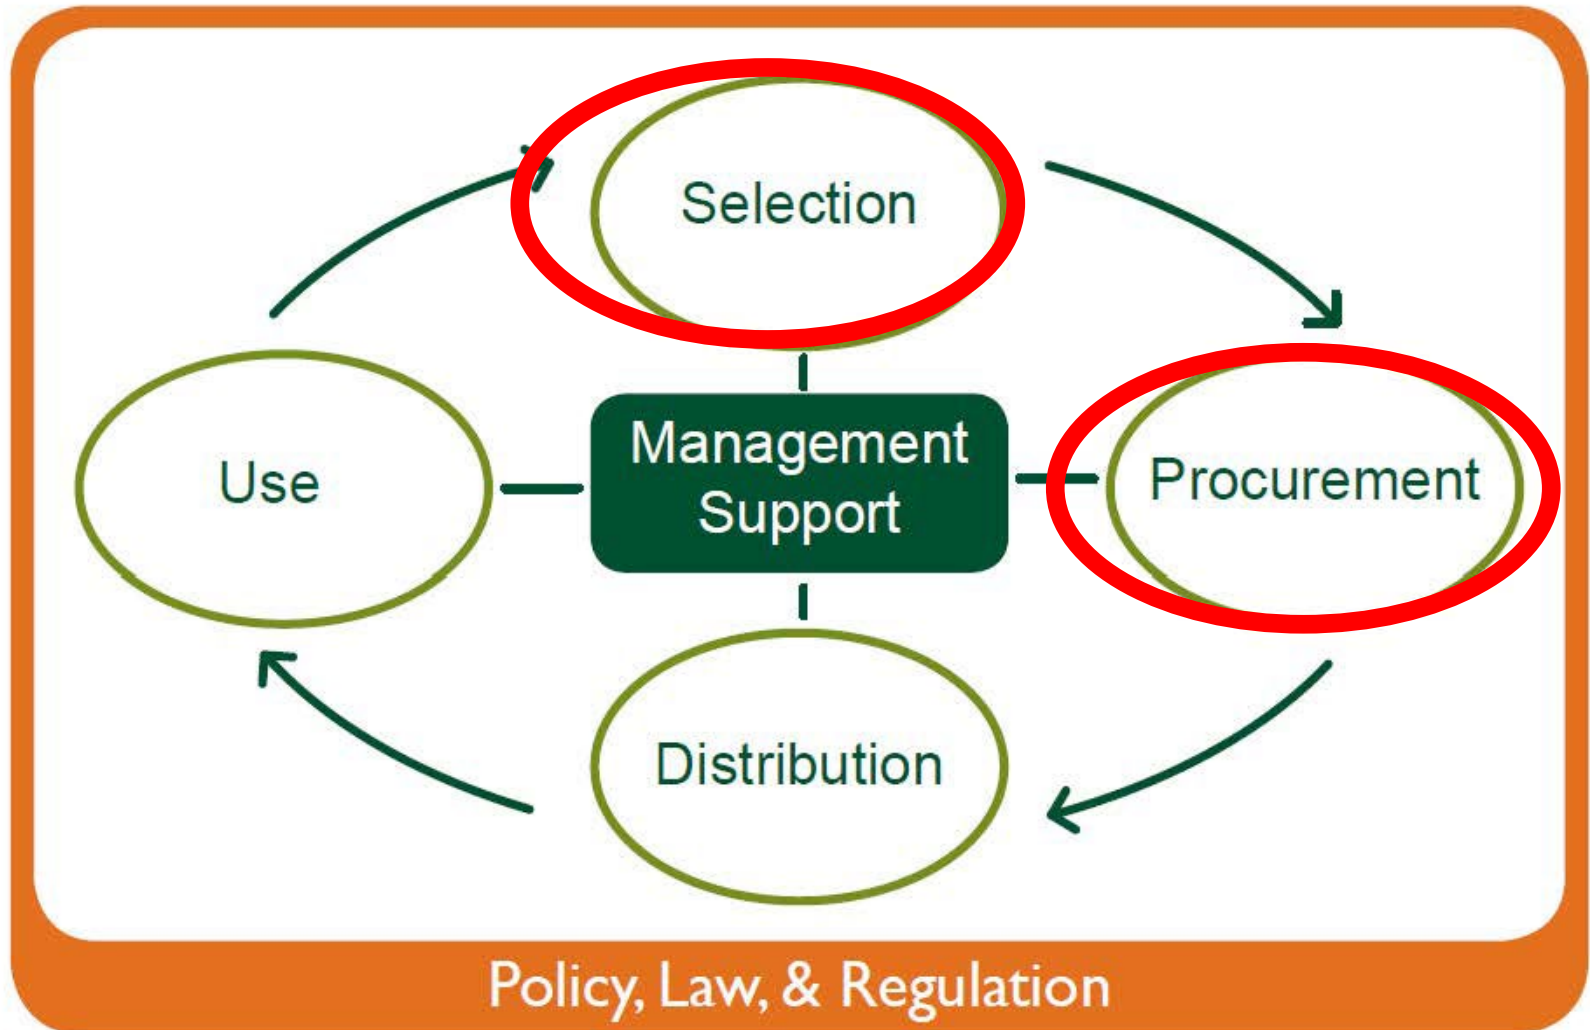 Selection
Use
Management
Support
Procurement
Distribution
Policy, Law, & Regulation